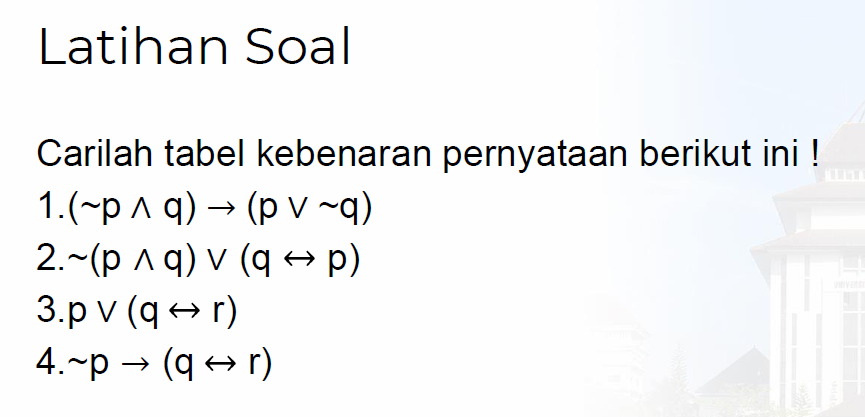 Latihan Soal
Carilah tabel kebenaran pernyataan berikut ini !
1.(~p ∧ q) → (p ∨ ~q)
2.~(p ∧ q) ∨ (q ↔ p)
3.p ∨ (q ↔ r)
4.~p → (q ↔ r)